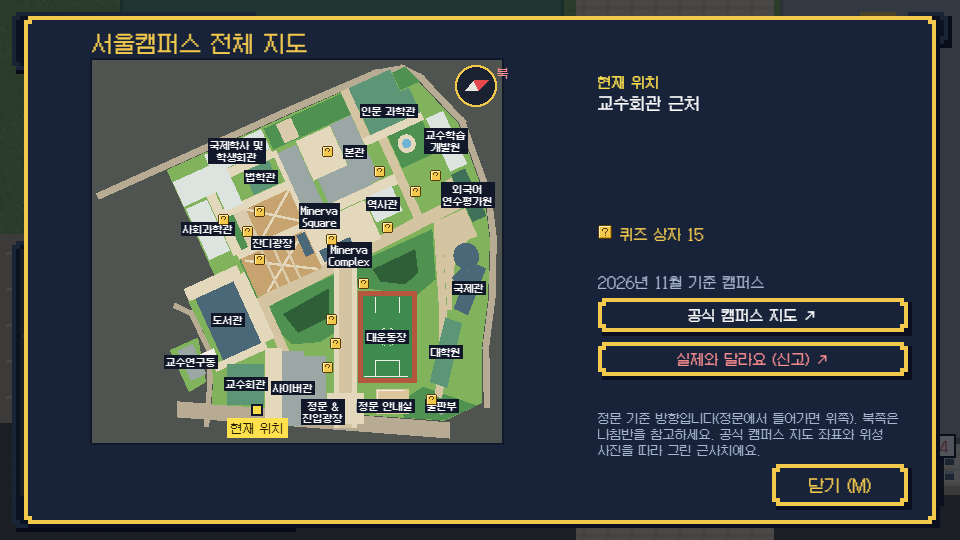 서울캠퍼스 전체 지도
북
인문 과학관
교수학습
개발원
국제학사 및
학생회관
본관
법학관
외국어
연수평가원
역사관
Minerva
Square
사회과학관
잔디광장
Minerva
Complex
국제관
도서관
대운동장
대학원
교수연구동
교수회관
사이버관
정문 &
진입광장
정문 안내실
출판부
현재 위치
현재 위치
교수회관 근처
? 퀴즈 상자 15
2026년 11월 기준 캠퍼스
공식 캠퍼스 지도 ↗
실제와 달라요 (신고) ↗
정문 기준 방향입니다(정문에서 들어가면 위쪽). 북쪽은
나침반을 참고하세요. 공식 캠퍼스 지도 좌표와 위성
사진을 따라 그린 근사치예요.
닫기 (M)
4